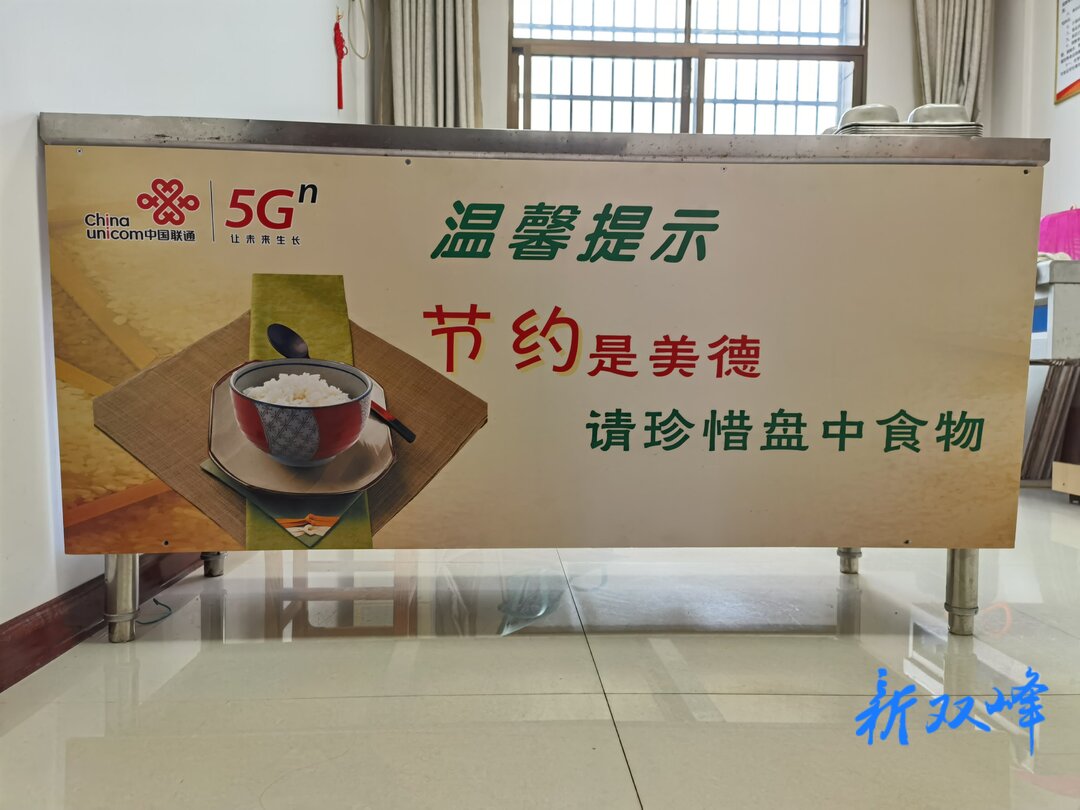 China
unicom中国联通
5Gⁿ
让未来生长
温馨提示
节约是美德
请珍惜盘中食物
新双峰